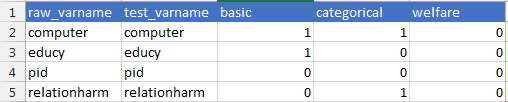 1 raw_varname test_varname basic categorical welfare
2 computer computer 1 1 0
3 educy educy 1 0 0
4 pid pid 0 0 0
5 relationharm relationharm 0 1 0